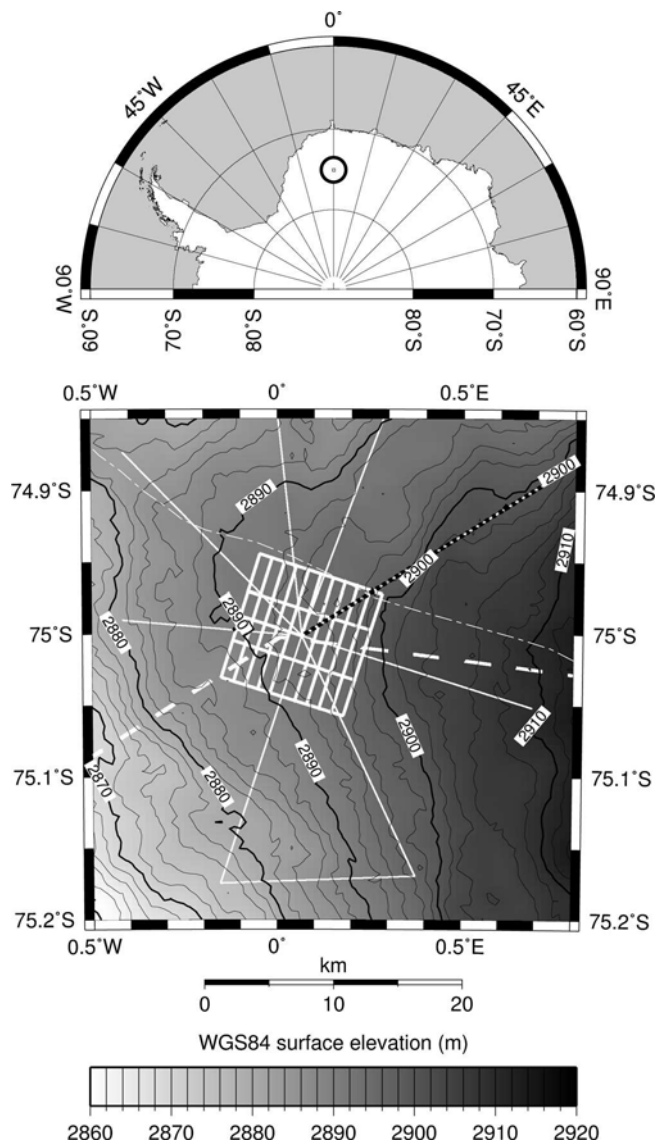 0°
45°W
45°E
90°W
90°E
60°S 70°S 80°S 80°S 70°S 60°S
0.5°W 0° 0.5°E
2900
74.9°S 2890 74.9°S
2900
2910
75°S 2880 2890 75°S
2910
2900
75.1°S 2870 2880 2890 75.1°S
75.2°S 75.2°S
0.5°W 0° 0.5°E
km
0 10 20
WGS84 surface elevation (m)
2860 2870 2880 2890 2900 2910 2920